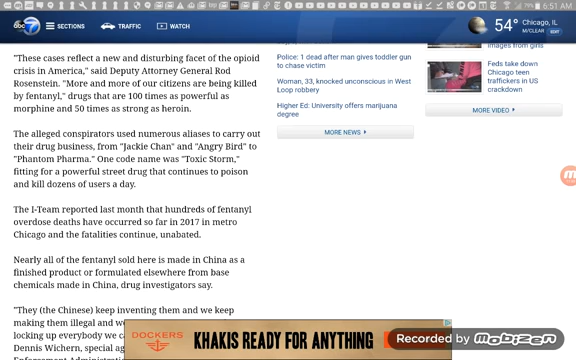 6:51 AM
abc 7
SECTIONS
TRAFFIC
WATCH
54°
Chicago, IL
M/CLEAR
EDIT
"These cases reflect a new and disturbing facet of the opioid
crisis in America," said Deputy Attorney General Rod
Rosenstein. "More and more of our citizens are being killed
by fentanyl," drugs that are 100 times as powerful as
morphine and 50 times as strong as heroin.
The alleged conspirators used numerous aliases to carry out
their drug business, from "Jackie Chan" and "Angry Bird" to
"Phantom Pharma." One code name was "Toxic Storm,"
fitting for a powerful street drug that continues to poison
and kill dozens of users a day.
The I-Team reported last month that hundreds of fentanyl
overdose deaths have occurred so far in 2017 in metro
Chicago and the fatalities continue, unabated.
Nearly all of the fentanyl sold here is made in China as a
finished product or formulated elsewhere from base
chemicals made in China, drug investigators say.
"They (the Chinese) keep inventing them and we keep
making them illegal and we
locking up everybody we ca
Dennis Wichern, special ag
Police: 1 dead after man gives toddler gun
to chase victim
Woman, 33, knocked unconscious in West
Loop robbery
Higher Ed: University offers marijuana
degree
MORE NEWS
images from girls
Feds take down
Chicago teen
traffickers in US
crackdown
MORE VIDEO
DOCKERS
KHAKIS READY FOR ANYTHING
Recorded by mobizen